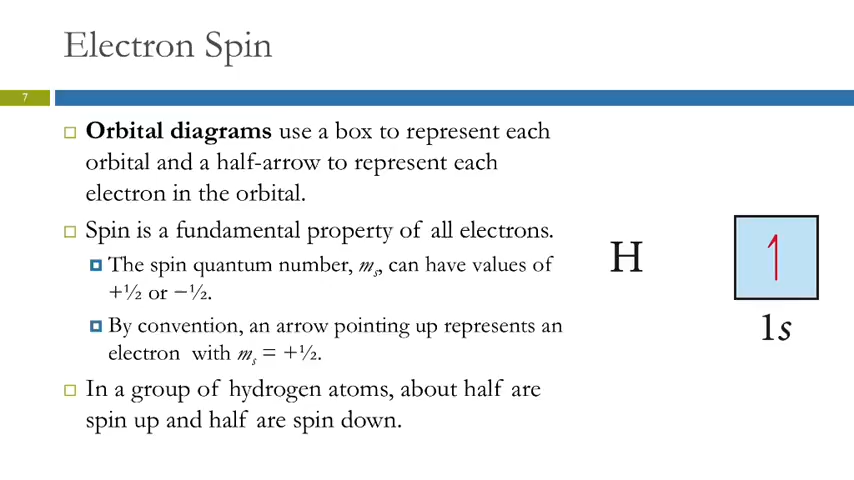 Electron Spin
7
Orbital diagrams use a box to represent each
orbital and a half-arrow to represent each
electron in the orbital.
Spin is a fundamental property of all electrons.
The spin quantum number, mₛ, can have values of
+½ or −½.
By convention, an arrow pointing up represents an
electron with mₛ = +½.
In a group of hydrogen atoms, about half are
spin up and half are spin down.
H
1s